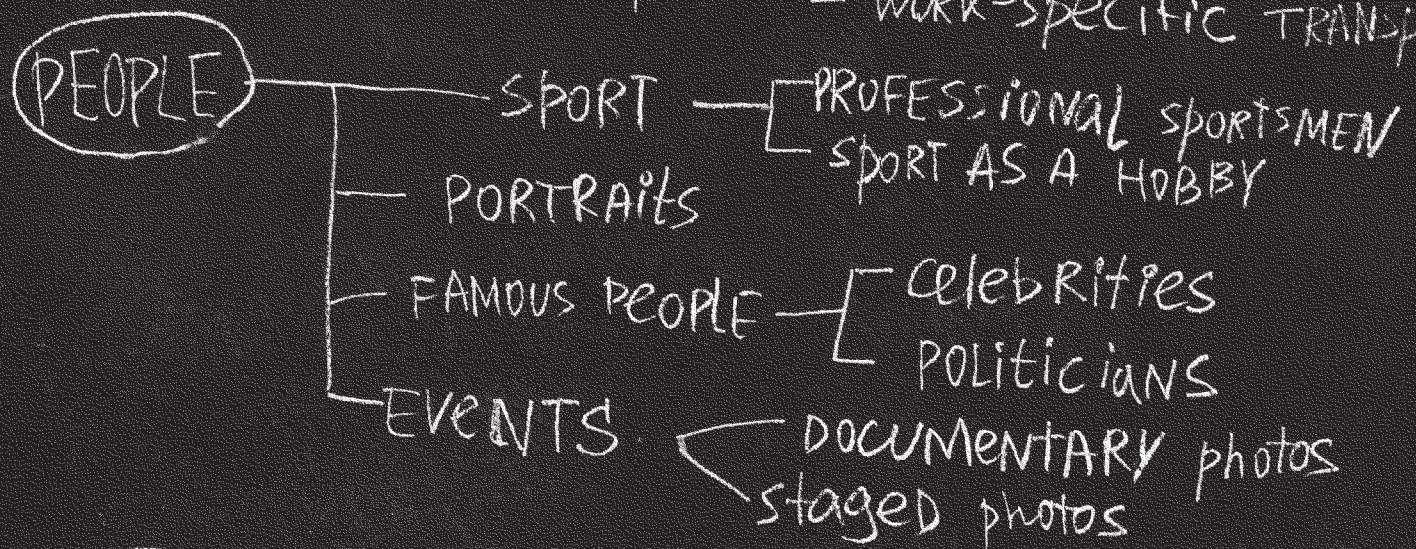 WORK-SPECIFIC
PEOPLE
SPORT
PROFESSIONAL SPORTSMEN
SPORT AS A HOBBY
PORTRAITS
FAMOUS PEOPLE
CELEBRITIES
POLITICIANS
EVENTS
DOCUMENTARY photos
staged photos